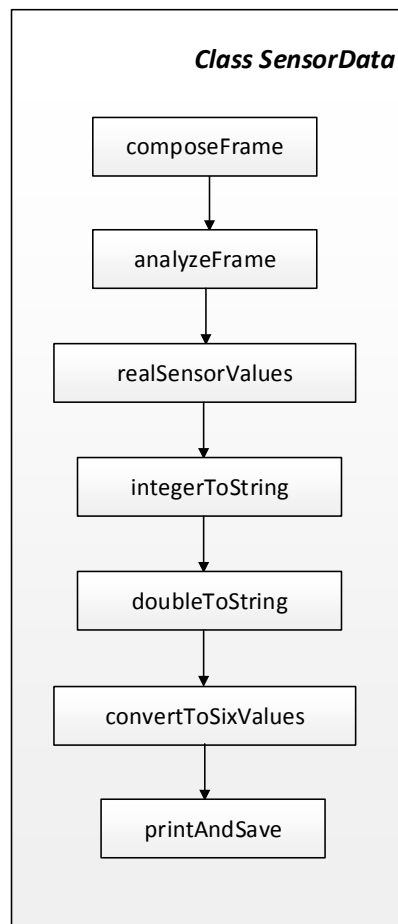 Class SensorData
composeFrame
analyzeFrame
realSensorValues
integerToString
doubleToString
convertToSixValues
printAndSave